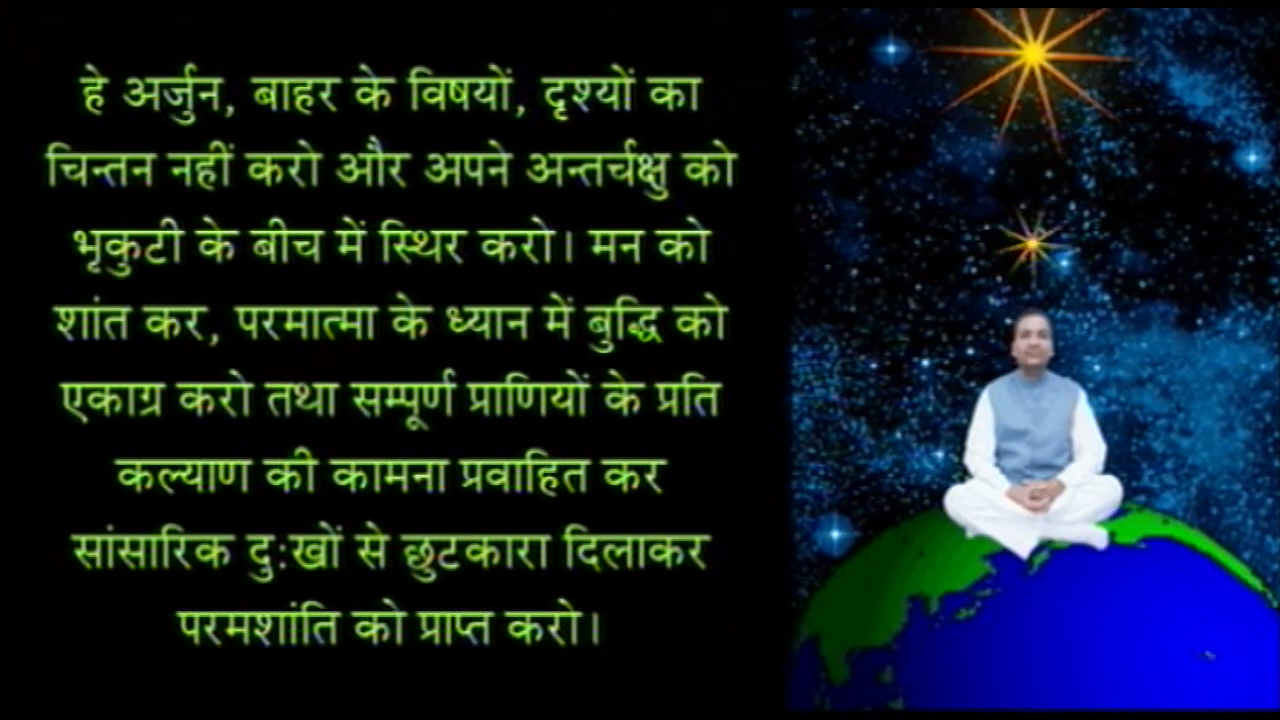 हे अर्जुन, बाहर के विषयों, दृश्यों का
चिन्तन नहीं करो और अपने अन्तर्चक्षु को
भृकुटी के बीच में स्थिर करो। मन को
शांत कर, परमात्मा के ध्यान में बुद्धि को
एकाग्र करो तथा सम्पूर्ण प्राणियों के प्रति
कल्याण की कामना प्रवाहित कर
सांसारिक दु:खों से छुटकारा दिलाकर
परमशांति को प्राप्त करो।